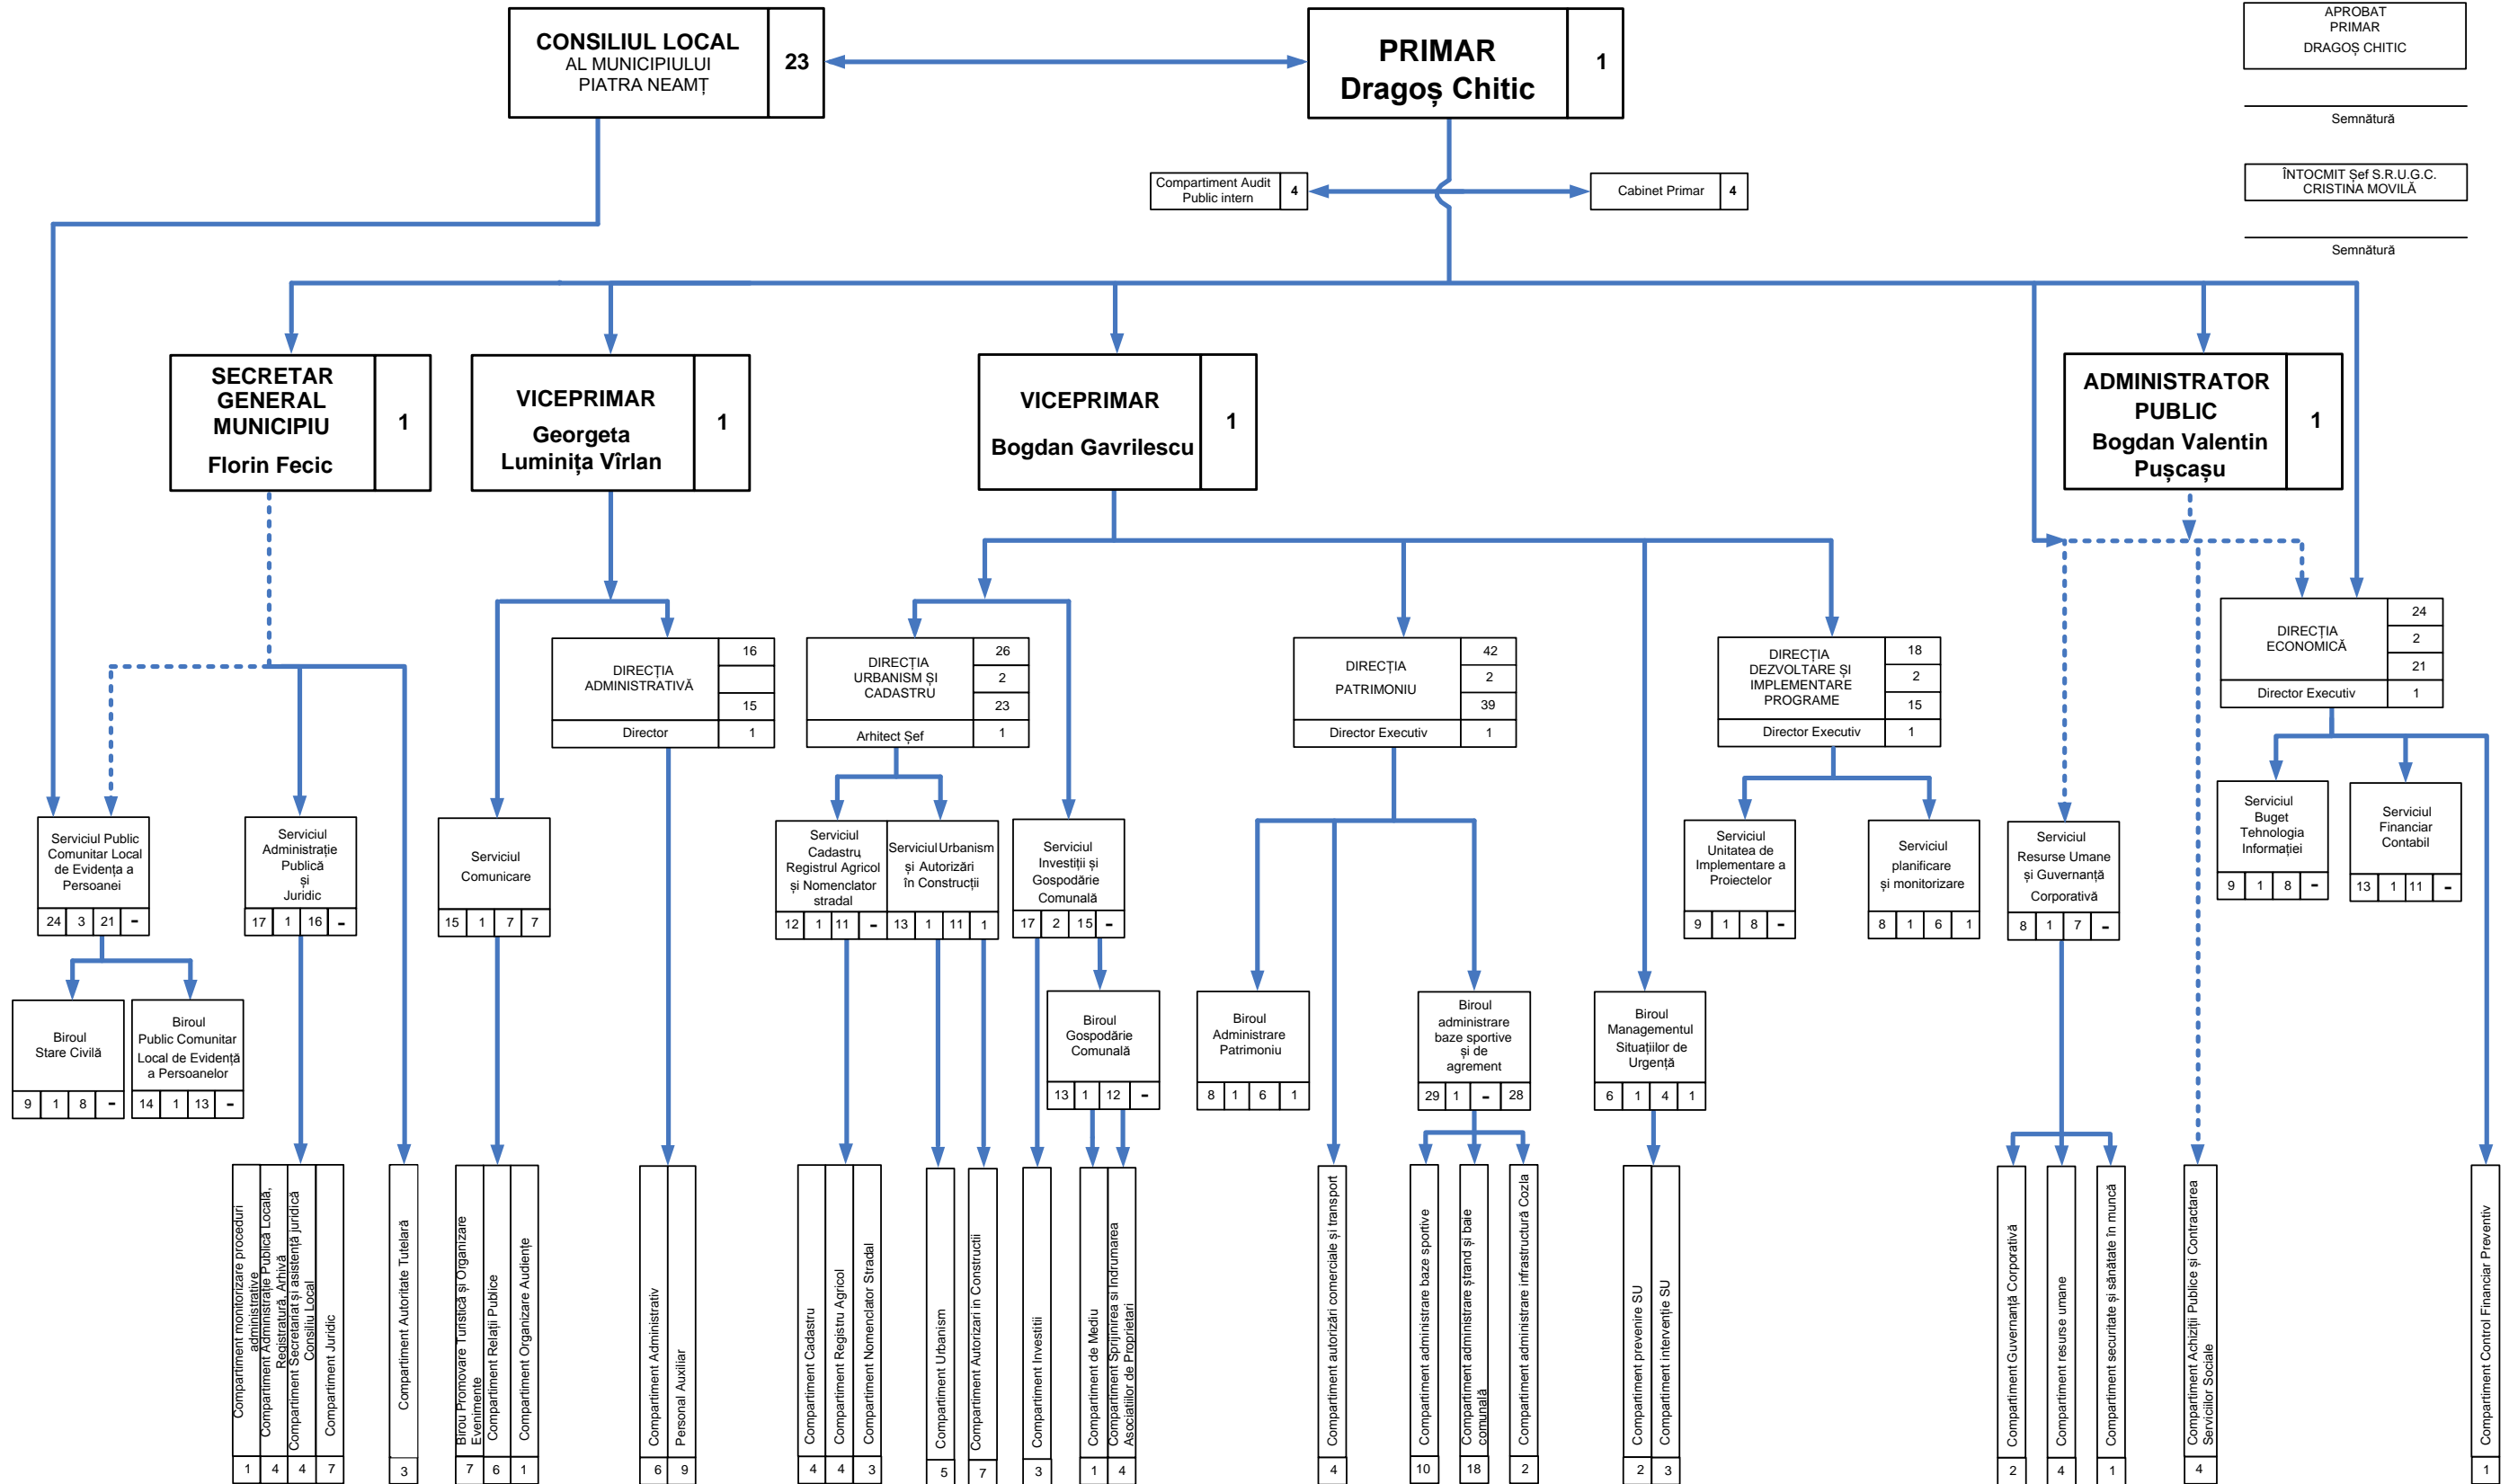 CONSILIUL LOCAL
AL MUNICIPIULUI
PIATRA NEAMȚ
23
PRIMAR
Dragoș Chitic
1
APROBAT
PRIMAR
DRAGOȘ CHITIC
Semnătură
ÎNTOCMIT Șef S.R.U.G.C.
CRISTINA MOVILĂ
Semnătură
Compartiment Audit
Public intern
4
Cabinet Primar
4
SECRETAR
GENERAL
MUNICIPIU
Florin Fecic
1
VICEPRIMAR
Georgeta
Luminița Vîrlan
1
VICEPRIMAR
Bogdan Gavrilescu
1
ADMINISTRATOR
PUBLIC
Bogdan Valentin
Pușcașu
1
DIRECȚIA
ADMINISTRATIVĂ
16
15
Director
1
DIRECȚIA
URBANISM ȘI
CADASTRU
26
2
23
Arhitect Șef
1
DIRECȚIA
PATRIMONIU
42
2
39
Director Executiv
1
DIRECȚIA
DEZVOLTARE ȘI
IMPLEMENTARE
PROGRAME
18
2
15
Director Executiv
1
DIRECȚIA
ECONOMICĂ
24
2
21
Director Executiv
1
Serviciul Public
Comunitar Local
de Evidența a
Persoanei
24 3 21 -
Serviciul
Administrație
Publică
și
Juridic
17 1 16 -
Serviciul
Comunicare
15 1 7 7
Serviciul
Cadastru,
Registrul Agricol
și Nomenclator
stradal
12 1 11 -
Serviciul Urbanism
și Autorizări
în Construcții
13 1 11 1
Serviciul
Investiții și
Gospodărie
Comunală
17 2 15 -
Serviciul
Unitatea de
Implementare a
Proiectelor
9 1 8 -
Serviciul
planificare
și monitorizare
8 1 6 1
Serviciul
Resurse Umane
și Guvernanță
Corporativă
8 1 7 -
Serviciul
Buget
Tehnologia
Informației
9 1 8 -
Serviciul
Financiar
Contabil
13 1 11 -
Biroul
Stare Civilă
9 1 8 -
Biroul
Public Comunitar
Local de Evidență
a Persoanelor
14 1 13 -
Biroul
Gospodărie
Comunală
13 1 12 -
Biroul
Administrare
Patrimoniu
8 1 6 1
Biroul
administrare
baze sportive
și de
agrement
29 1 - 28
Biroul
Managementul
Situațiilor de
Urgență
6 1 4 1
Compartiment monitorizare proceduri
administrative
1
Compartiment Administrație Publică Locală,
Registratură, Arhivă
4
Compartiment Secretariat și asistență juridică
Consiliu Local
4
Compartiment Juridic
7
Compartiment Autoritate Tutelară
3
Birou Promovare Turistică și Organizare
Evenimente
7
Compartiment Relații Publice
6
Compartiment Organizare Audiențe
1
Compartiment Administrativ
6
Personal Auxiliar
9
Compartiment Cadastru
4
Compartiment Registru Agricol
4
Compartiment Nomenclator Stradal
3
Compartiment Urbanism
5
Compartiment Autorizari in Constructii
7
Compartiment Investitii
3
Compartiment de Mediu
1
Compartiment Sprijinirea si Indrumarea
Asociatiilor de Proprietari
4
Compartiment autorizări comerciale și transport
4
Compartiment administrare baze sportive
10
Compartiment administrare ștrand și baie
comunală
18
Compartiment administrare infrastructură Cozla
2
Compartiment prevenire SU
2
Compartiment intervenție SU
3
Compartiment Guvernanță Corporativă
2
Compartiment resurse umane
4
Compartiment securitate și sănătate în muncă
1
Compartiment Achiziții Publice și Contractarea
Serviciilor Sociale
4
Compartiment Control Financiar Preventiv
1